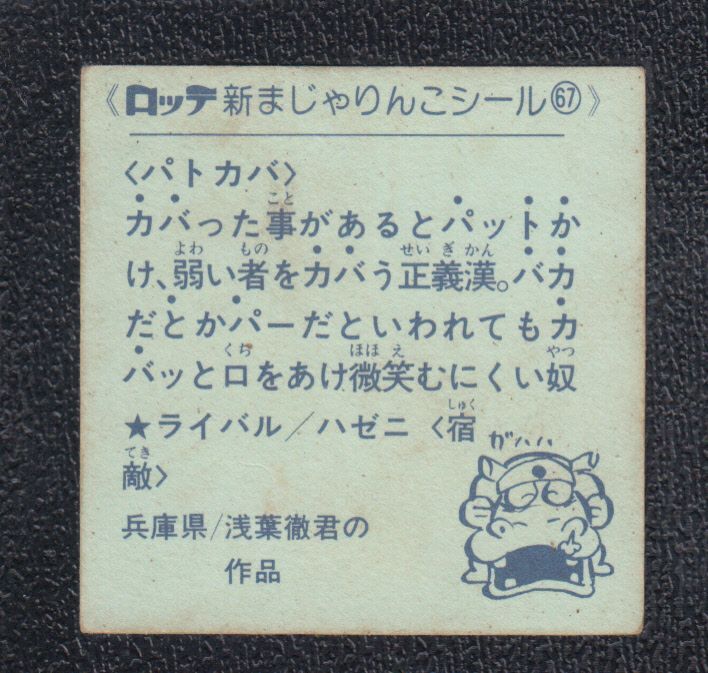 《ロッテ新まじゃりんこシール㊿》
〈パトカバ〉
カバった事があるとパットか
け、弱い者をカバう正義漢。バカ
だとかパーだといわれてもカ
バッと口をあけ微笑むにくい奴
★ライバル/ハゼニ〈宿
敵〉
ガハハハ
兵庫県/浅葉徹君の
作品